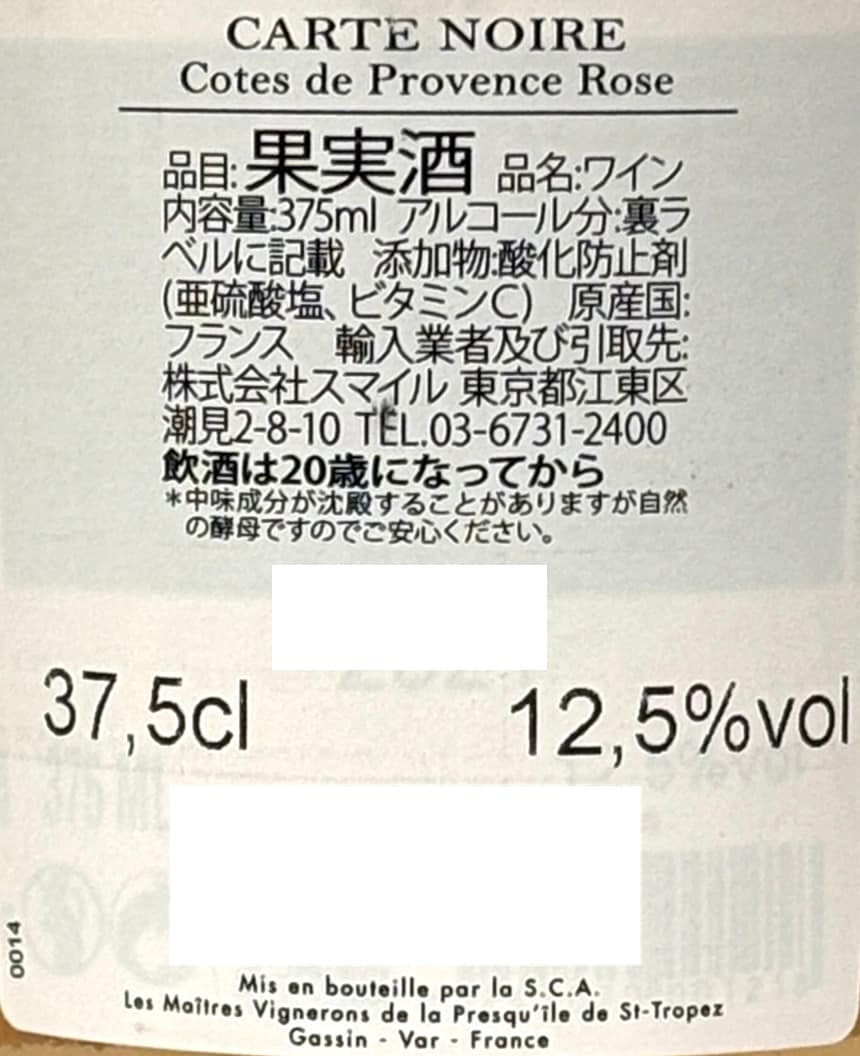 CARTE NOIRE
Cotes de Provence Rose
品目:果実酒 品名:ワイン
内容量:375ml アルコール分:裏ラ
ベルに記載 添加物:酸化防止剤
(亜硫酸塩、ビタミンC) 原産国:
フランス 輸入業者及び引取先:
株式会社スマイル 東京都江東区
潮見2-8-10 TEL.03-6731-2400
飲酒は20歳になってから
*中味成分が沈殿することがありますが自然
の酵母ですのでご安心ください。
37,5cl 12,5%vol
0014
Mis en bouteille par la S.C.A.
Les Maîtres Vignerons de la Presqu'île de St-Tropez
Gassin - Var - France